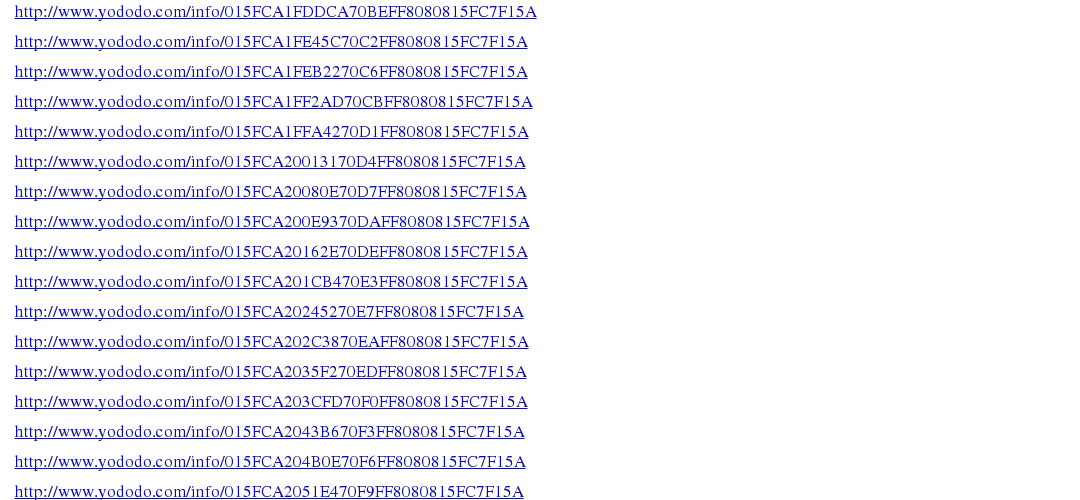 http://www.yododo.com/info/015FCA1FDDCA70BEFF8080815FC7F15A
http://www.yododo.com/info/015FCA1FE45C70C2FF8080815FC7F15A
http://www.yododo.com/info/015FCA1FEB2270C6FF8080815FC7F15A
http://www.yododo.com/info/015FCA1FF2AD70CBFF8080815FC7F15A
http://www.yododo.com/info/015FCA1FFA4270D1FF8080815FC7F15A
http://www.yododo.com/info/015FCA20013170D4FF8080815FC7F15A
http://www.yododo.com/info/015FCA20080E70D7FF8080815FC7F15A
http://www.yododo.com/info/015FCA200E9370DAFF8080815FC7F15A
http://www.yododo.com/info/015FCA20162E70DEFF8080815FC7F15A
http://www.yododo.com/info/015FCA201CB470E3FF8080815FC7F15A
http://www.yododo.com/info/015FCA20245270E7FF8080815FC7F15A
http://www.yododo.com/info/015FCA202C3870EAFF8080815FC7F15A
http://www.yododo.com/info/015FCA2035F270EDFF8080815FC7F15A
http://www.yododo.com/info/015FCA203CFD70F0FF8080815FC7F15A
http://www.yododo.com/info/015FCA2043B670F3FF8080815FC7F15A
http://www.yododo.com/info/015FCA204B0E70F6FF8080815FC7F15A
http://www.yododo.com/info/015FCA2051E470F9FF8080815FC7F15A